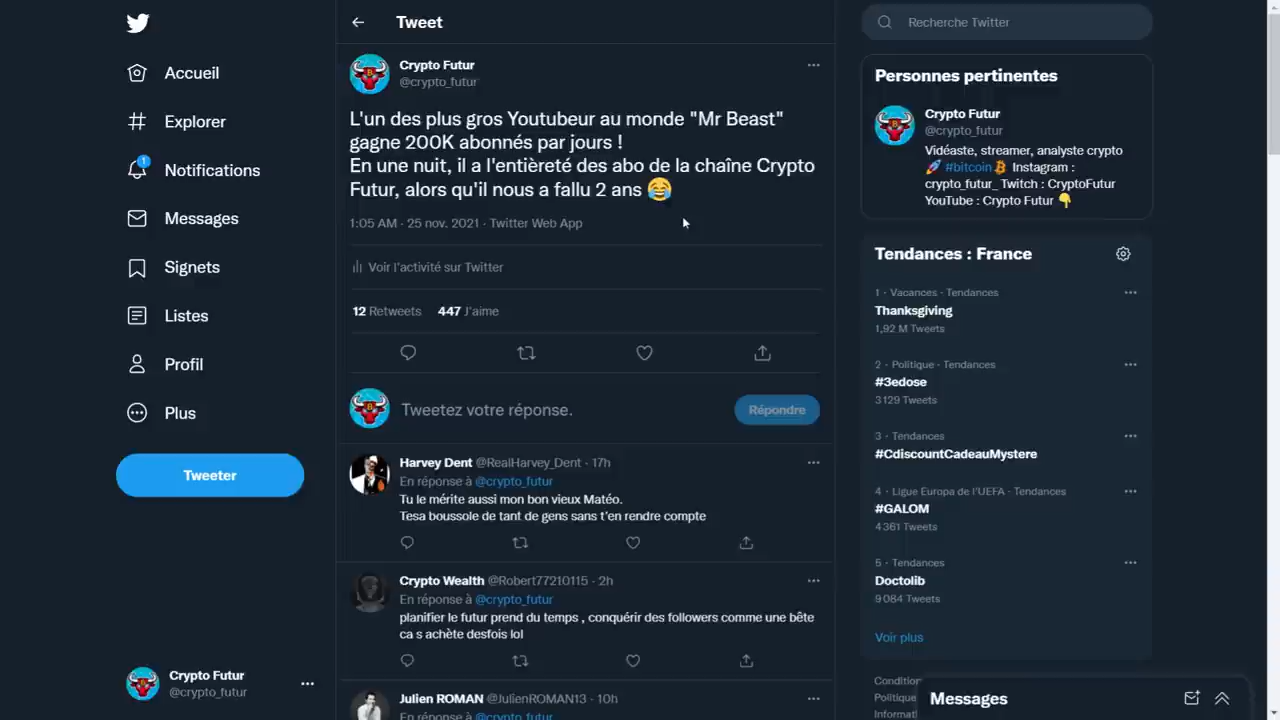 Accueil
Explorer
1
Notifications
Messages
Signets
Listes
Profil
Plus
Tweeter
Crypto Futur
@crypto_futur
Tweet
Crypto Futur
@crypto_futur
L'un des plus gros Youtubeur au monde "Mr Beast"
gagne 200K abonnés par jours !
En une nuit, il a l'entièreté des abo de la chaîne Crypto
Futur, alors qu'il nous a fallu 2 ans 😂
1:05 AM · 25 nov. 2021 · Twitter Web App
Voir l'activité sur Twitter
12 Retweets 447 J'aime
Tweetez votre réponse.
Répondre
Harvey Dent @RealHarvey_Dent · 17h
En réponse à @crypto_futur
Tu le mérite aussi mon bon vieux Matéo.
Tesa boussole de tant de gens sans t'en rendre compte
Crypto Wealth @Robert77210115 · 2h
En réponse à @crypto_futur
planifier le futur prend du temps , conquérir des followers comme une bête
ca s achète desfois lol
Julien ROMAN @JulienROMAN13 · 10h
En réponse à @crypto_futur
Recherche Twitter
Personnes pertinentes
Crypto Futur
@crypto_futur
Vidéaste, streamer, analyste crypto
🚀 #bitcoin Instagram :
crypto_futur_ Twitch : CryptoFutur
YouTube : Crypto Futur 👇
Tendances : France
1 · Vacances · Tendances
Thanksgiving
1,92 M Tweets
2 · Politique · Tendances
#3edose
3 129 Tweets
3 · Tendances
#CdiscountCadeauMystere
4 · Ligue Europa de l'UEFA · Tendances
#GALOM
4 361 Tweets
5 · Tendances
Doctolib
9 084 Tweets
Voir plus
Condition
Politique
Informati
Messages